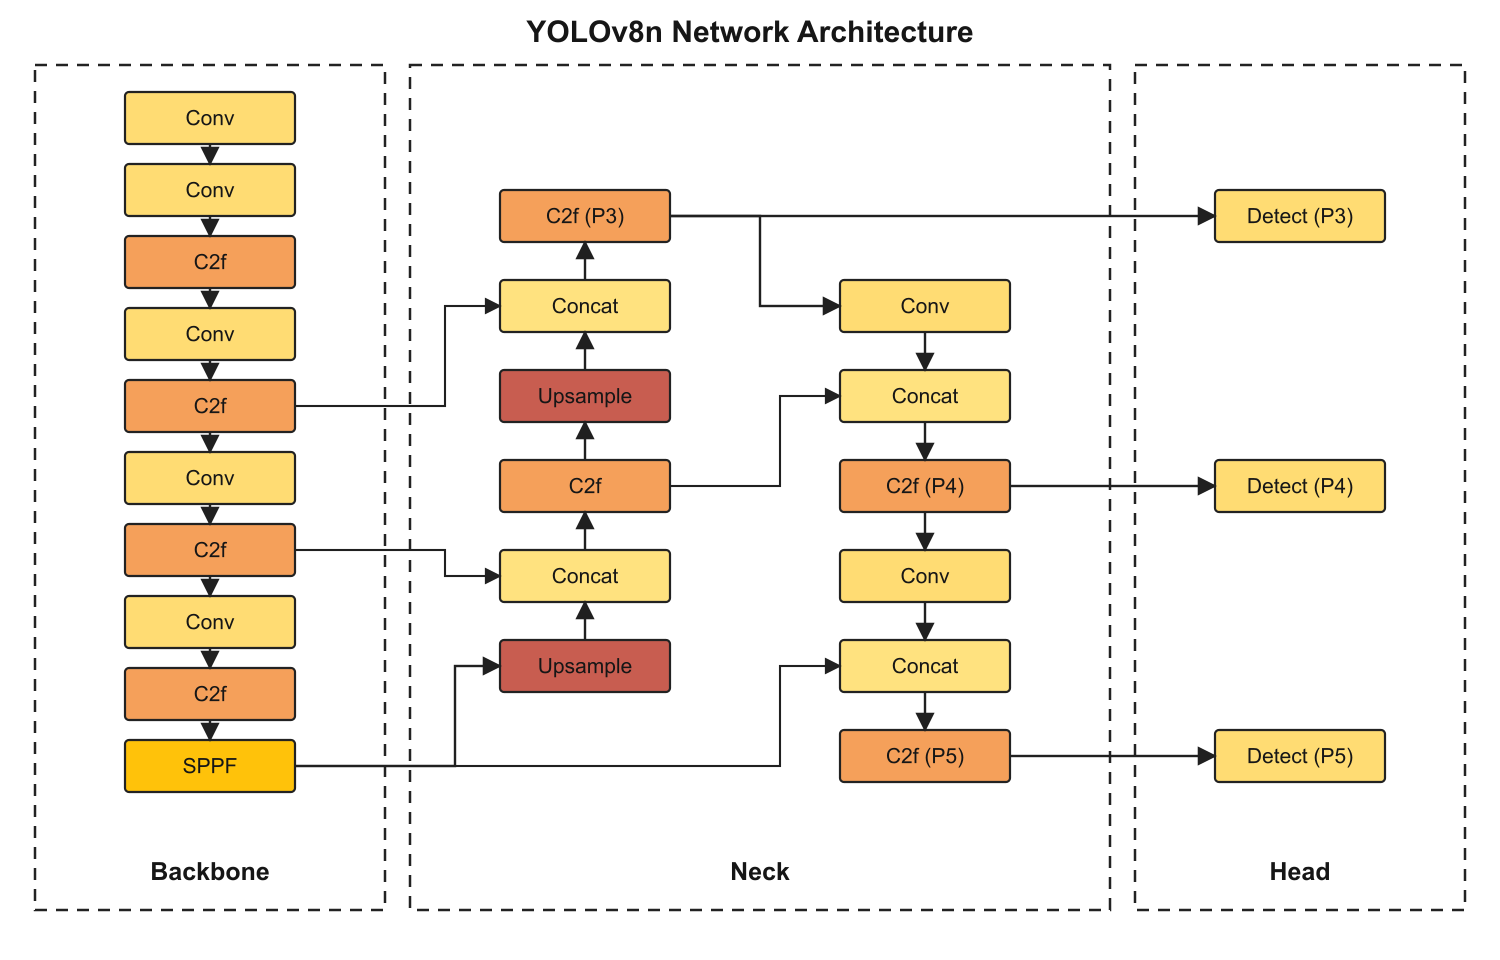 YOLOv8n Network Architecture
Conv
Conv
C2f
Conv
C2f
Conv
C2f
Conv
C2f
SPPF
Backbone
C2f (P3)
Concat
Upsample
C2f
Concat
Upsample
Conv
Concat
C2f (P4)
Conv
Concat
C2f (P5)
Neck
Detect (P3)
Detect (P4)
Detect (P5)
Head